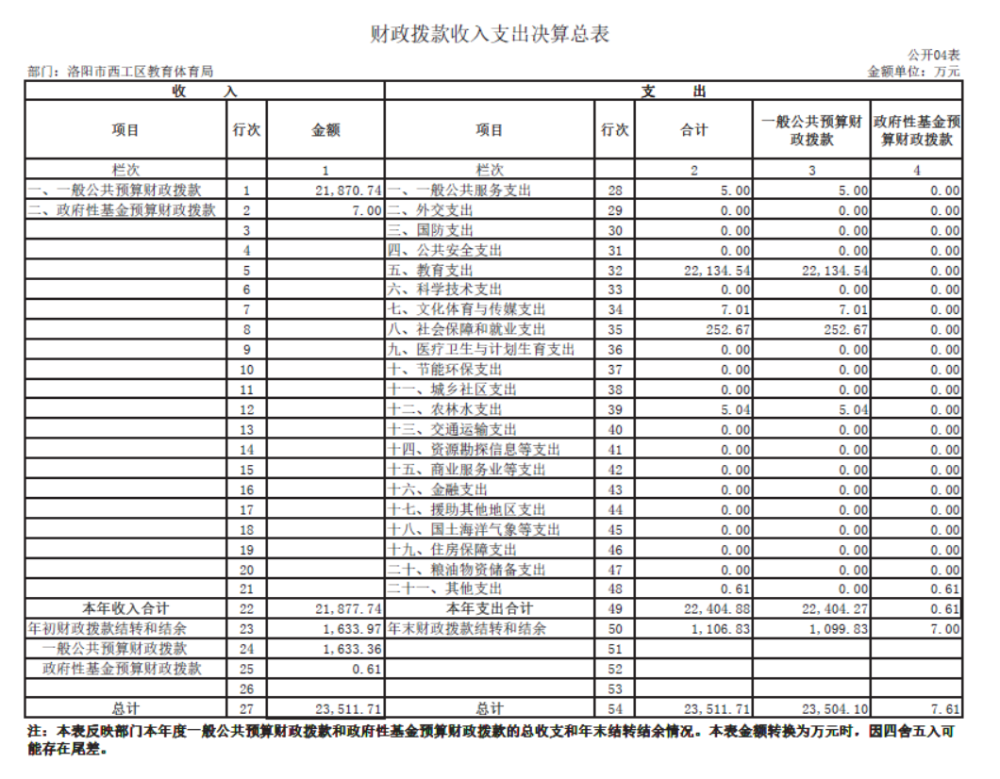 财政拨款收入支出决算总表
公开04表
部门：洛阳市西工区教育体育局 金额单位：万元
收 入 支 出
项目 行次 金额 项目 行次 合计 一般公共预算财政拨款 政府性基金预算财政拨款
栏次 1 栏次 2 3 4
一、一般公共预算财政拨款 1 21,870.74 一、一般公共服务支出 28 5.00 5.00 0.00
二、政府性基金预算财政拨款 2 7.00 二、外交支出 29 0.00 0.00 0.00
3 三、国防支出 30 0.00 0.00 0.00
4 四、公共安全支出 31 0.00 0.00 0.00
5 五、教育支出 32 22,134.54 22,134.54 0.00
6 六、科学技术支出 33 0.00 0.00 0.00
7 七、文化体育与传媒支出 34 7.01 7.01 0.00
8 八、社会保障和就业支出 35 252.67 252.67 0.00
9 九、医疗卫生与计划生育支出 36 0.00 0.00 0.00
10 十、节能环保支出 37 0.00 0.00 0.00
11 十一、城乡社区支出 38 0.00 0.00 0.00
12 十二、农林水支出 39 5.04 5.04 0.00
13 十三、交通运输支出 40 0.00 0.00 0.00
14 十四、资源勘探信息等支出 41 0.00 0.00 0.00
15 十五、商业服务业等支出 42 0.00 0.00 0.00
16 十六、金融支出 43 0.00 0.00 0.00
17 十七、援助其他地区支出 44 0.00 0.00 0.00
18 十八、国土海洋气象等支出 45 0.00 0.00 0.00
19 十九、住房保障支出 46 0.00 0.00 0.00
20 二十、粮油物资储备支出 47 0.00 0.00 0.00
21 二十一、其他支出 48 0.61 0.00 0.61
本年收入合计 22 21,877.74 本年支出合计 49 22,404.88 22,404.27 0.61
年初财政拨款结转和结余 23 1,633.97 年末财政拨款结转和结余 50 1,106.83 1,099.83 7.00
一般公共预算财政拨款 24 1,633.36 51
政府性基金预算财政拨款 25 0.61 52
26 53
总计 27 23,511.71 总计 54 23,511.71 23,504.10 7.61
注：本表反映部门本年度一般公共预算财政拨款和政府性基金预算财政拨款的总收支和年末结转结余情况。本表金额转换为万元时，因四舍五入可
能存在尾差。